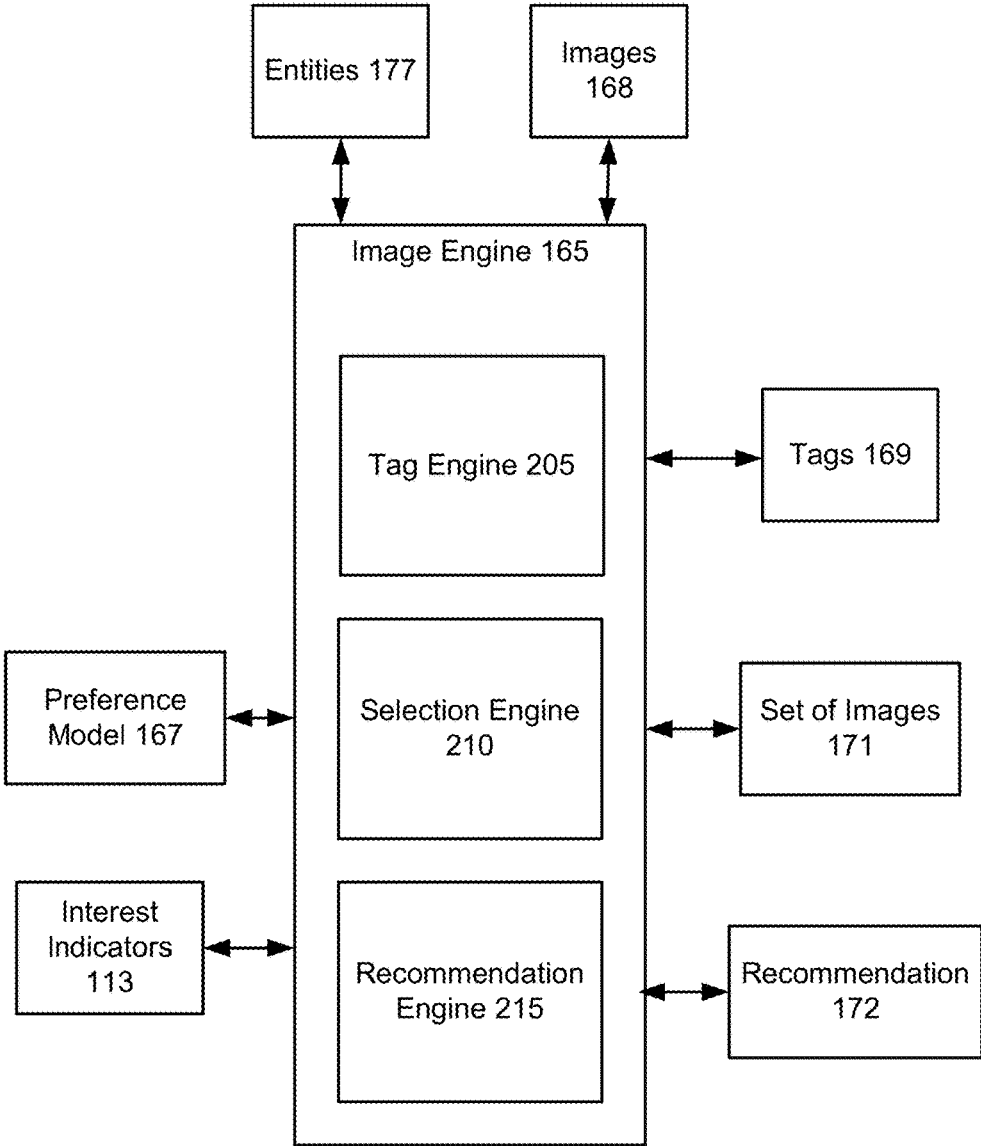 Entities 177
Images
168
Image Engine 165
Tag Engine 205
Tags 169
Preference
Model 167
Selection Engine
210
Set of Images
171
Interest
Indicators
113
Recommendation
Engine 215
Recommendation
172